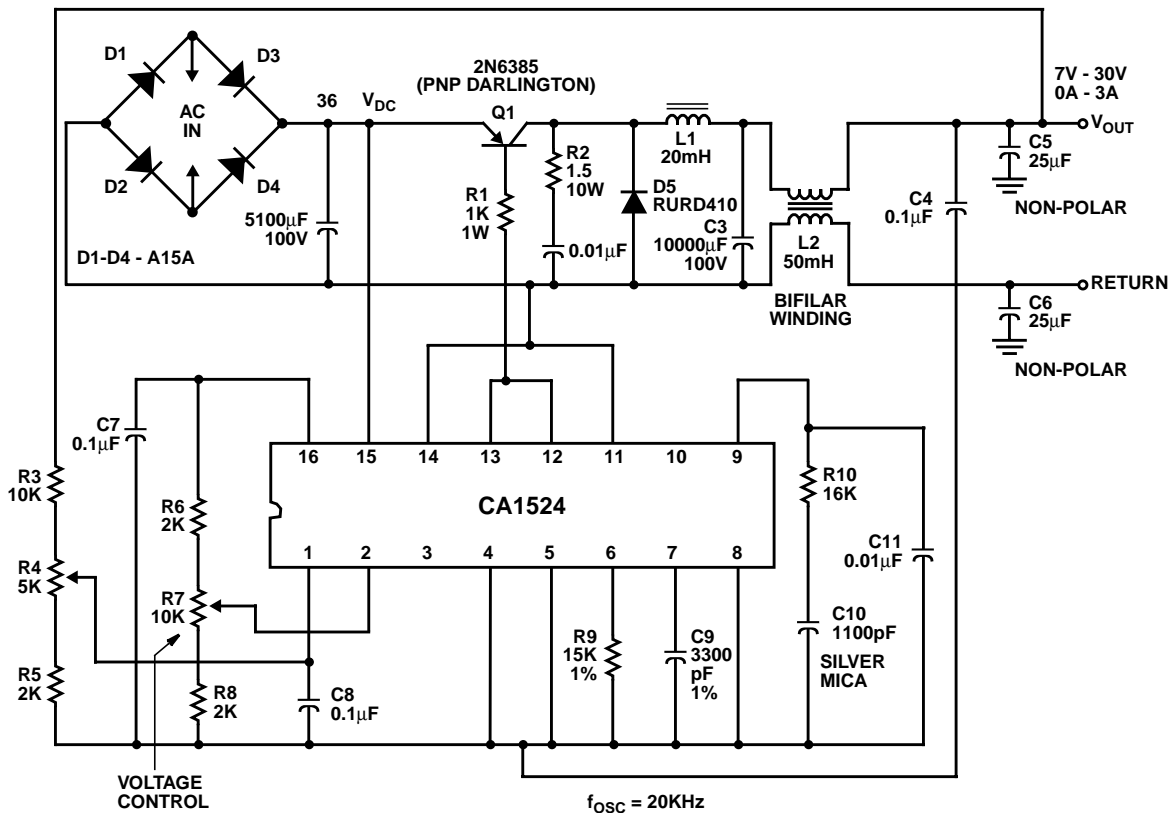 D1
D3
AC
IN
D2
D4
D1-D4 - A15A
36
V_DC
5100μF
100V
2N6385
(PNP DARLINGTON)
Q1
R1
1K
1W
R2
1.5
10W
0.01μF
D5
RURD410
L1
20mH
C3
10000μF
100V
L2
50mH
BIFILAR
WINDING
7V - 30V
0A - 3A
V_OUT
C5
25μF
NON-POLAR
C4
0.1μF
RETURN
C6
25μF
NON-POLAR
C7
0.1μF
R3
10K
R4
5K
R5
2K
R6
2K
R7
10K
R8
2K
VOLTAGE
CONTROL
16 15 14 13 12 11 10 9
CA1524
1 2 3 4 5 6 7 8
C8
0.1μF
R9
15K
1%
C9
3300
pF
1%
R10
16K
C11
0.01μF
C10
1100pF
SILVER
MICA
f_OSC = 20KHz